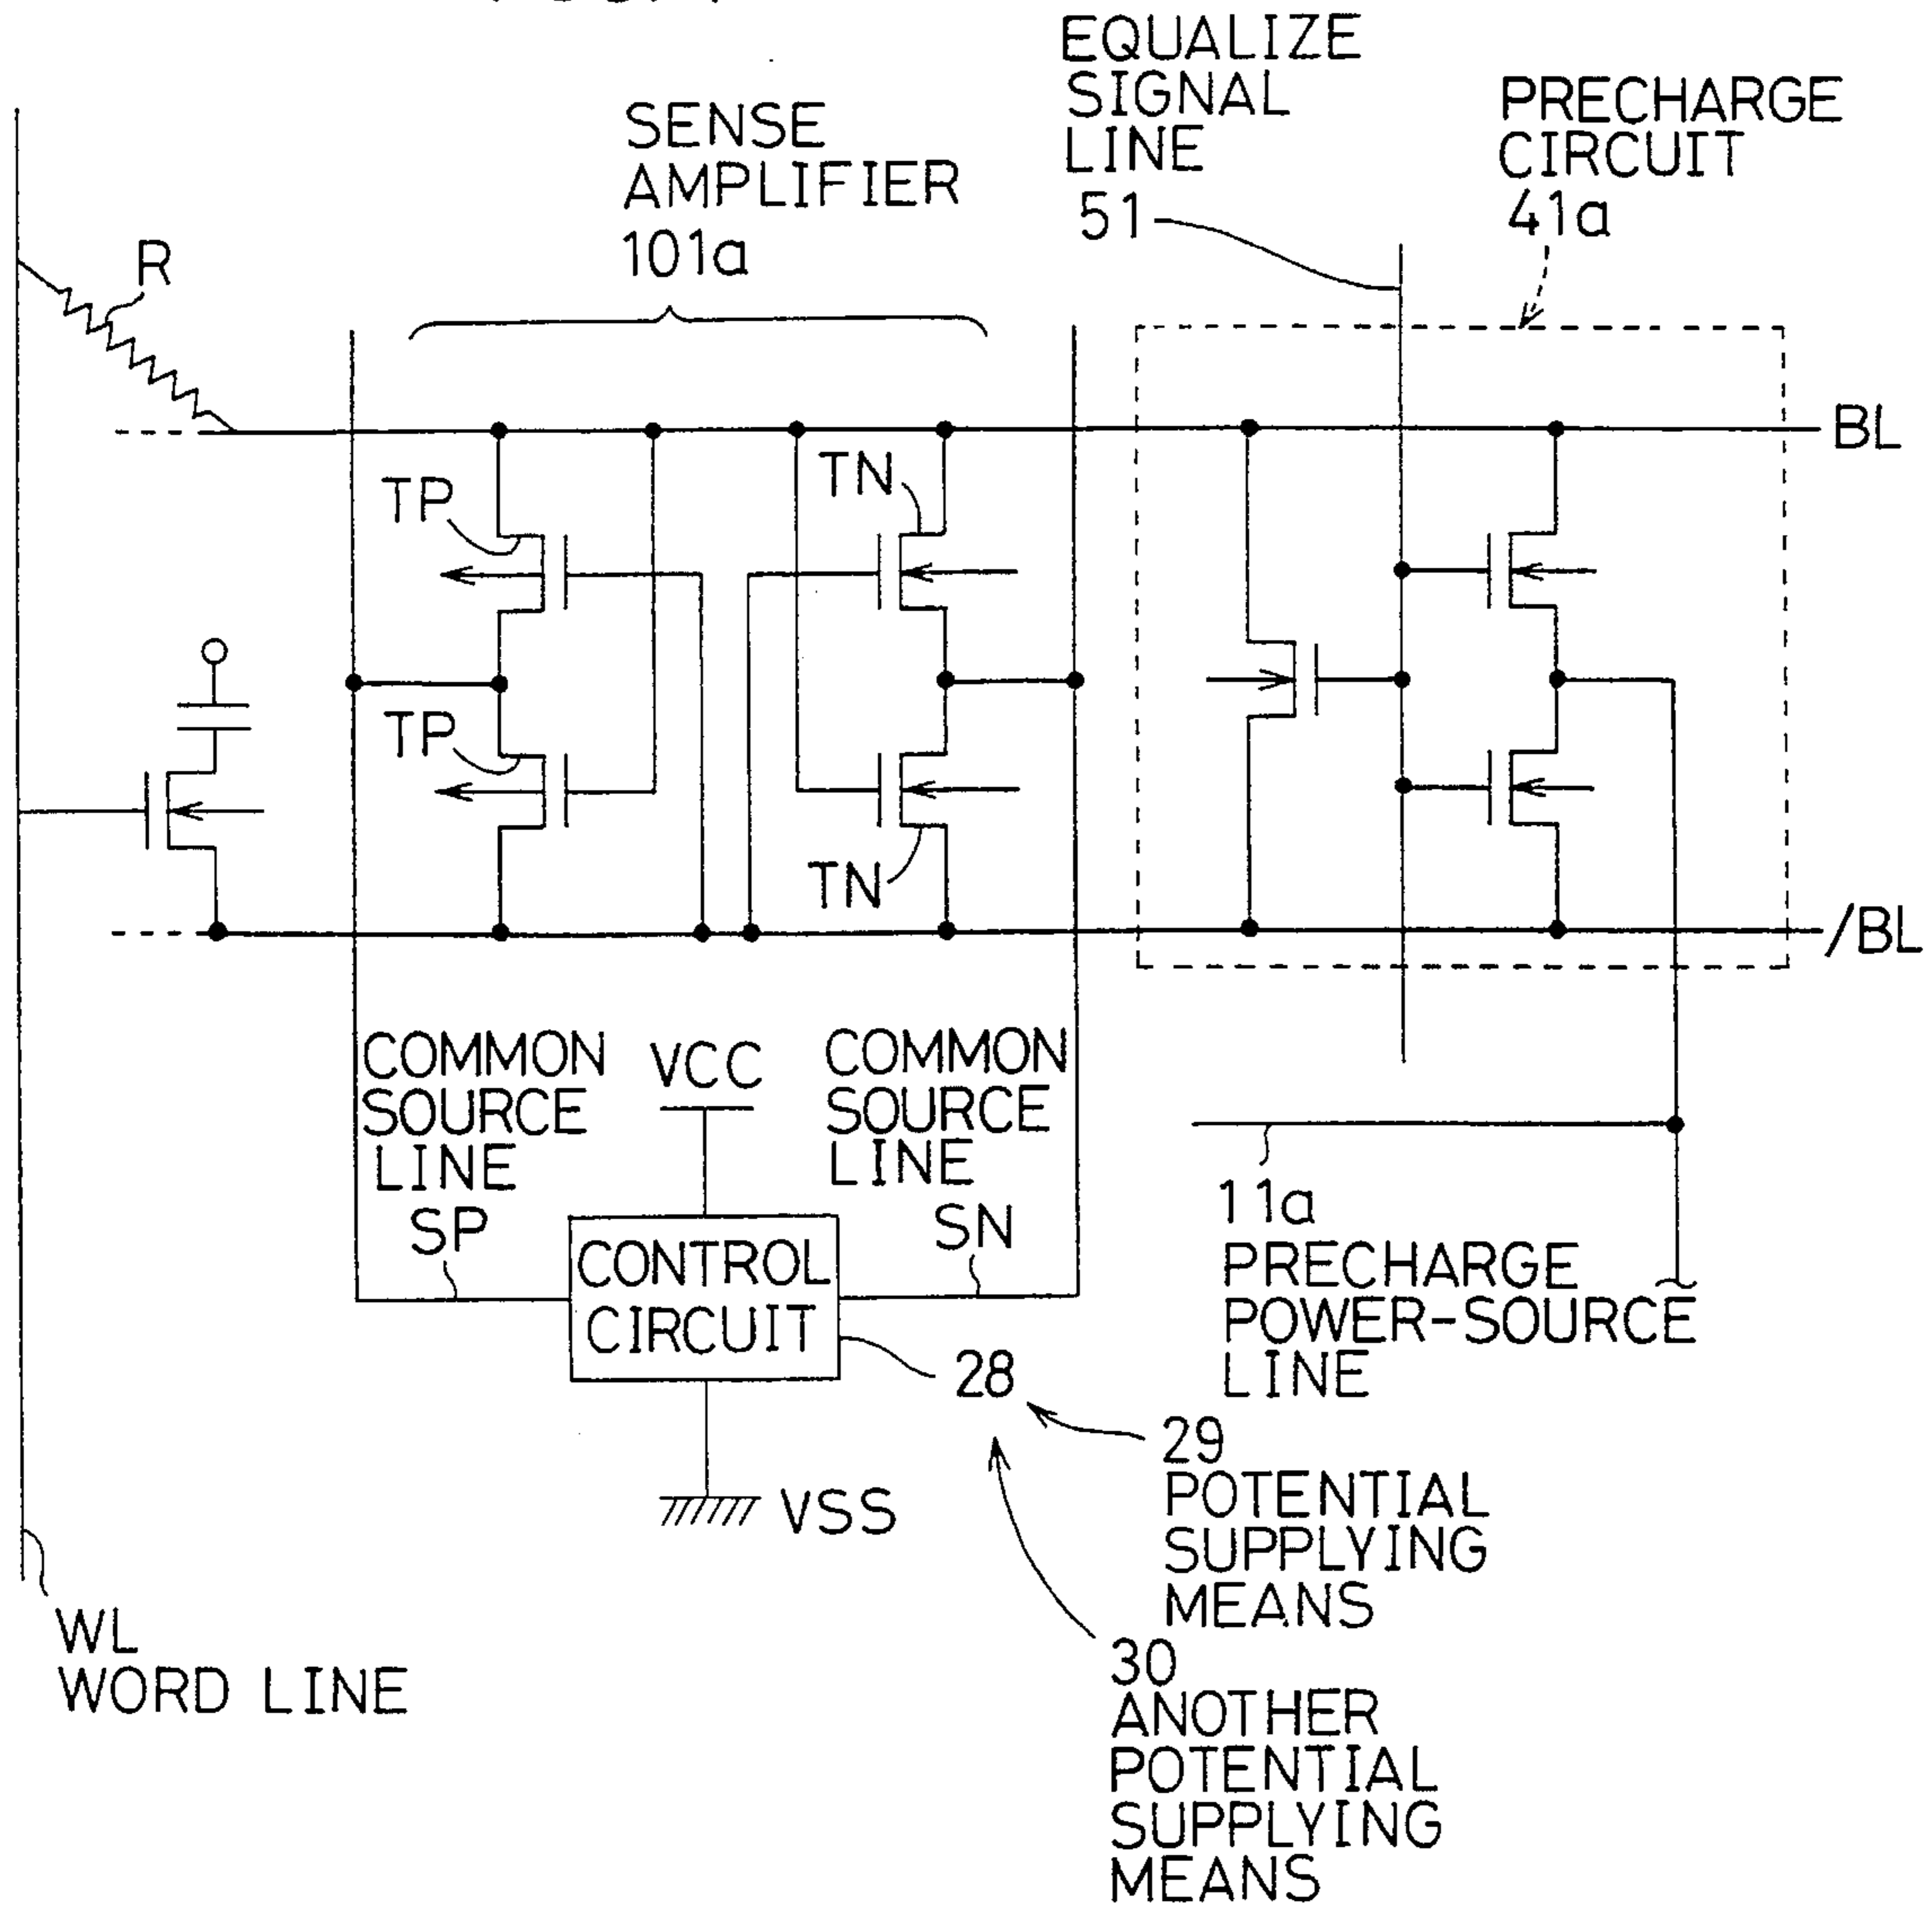 EQUALIZE
SIGNAL
LINE
51
PRECHARGE
CIRCUIT
41a
SENSE
AMPLIFIER
101a
R
BL
TP
TN
TP
TN
/BL
COMMON
SOURCE
LINE
SP
VCC
COMMON
SOURCE
LINE
SN
CONTROL
CIRCUIT
28
11a
PRECHARGE
POWER-SOURCE
LINE
29
POTENTIAL
SUPPLYING
MEANS
VSS
30
ANOTHER
POTENTIAL
SUPPLYING
MEANS
WL
WORD LINE